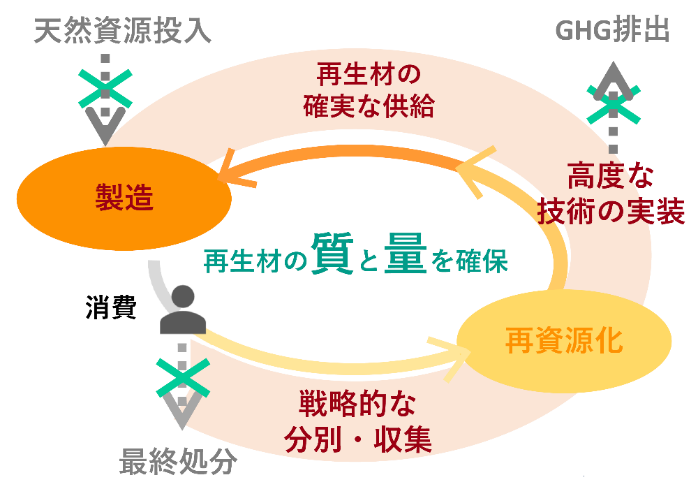 天然資源投入
GHG排出
再生材の
確実な供給
製造
高度な
技術の実装
再生材の質と量を確保
消費
再資源化
戦略的な
分別・収集
最終処分